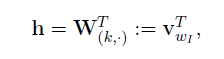 h = W^T_{(k,·)} := v^T_{w_I},